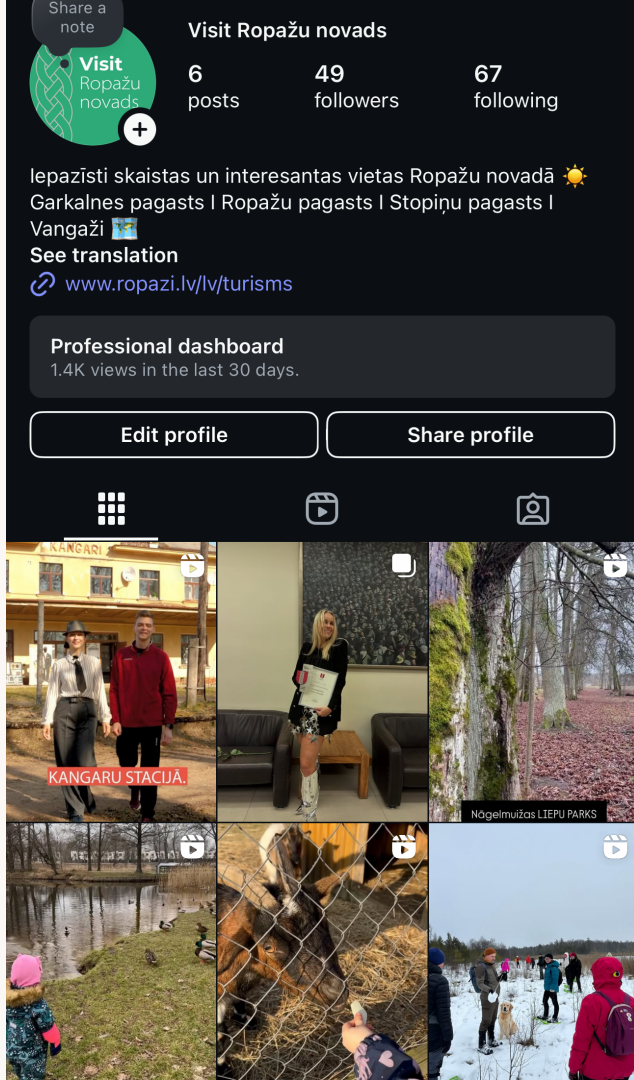 Share a
note
Visit
Ropažu
novads
Visit Ropažu novads
6 49 67
posts followers following
Iepazīsti skaistas un interesantas vietas Ropažu novadā ☀️
Garkalnes pagasts I Ropažu pagasts I Stopiņu pagasts I
Vangaži 🗺️
See translation
www.ropazi.lv/lv/turisms
Professional dashboard
1.4K views in the last 30 days.
Edit profile Share profile
KANGARI
KANGARU STACIJĀ.
Nāgelmuižas LIEPU PARKS